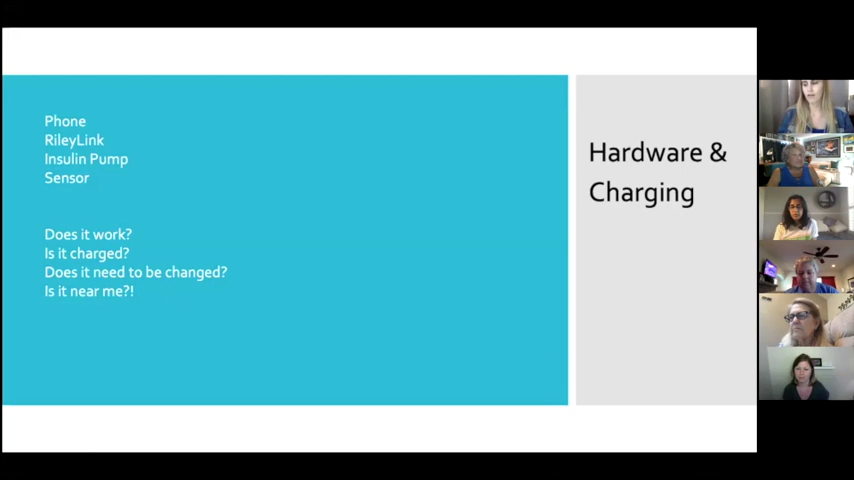 Phone
RileyLink
Insulin Pump
Sensor
Does it work?
Is it charged?
Does it need to be changed?
Is it near me?!
Hardware &
Charging